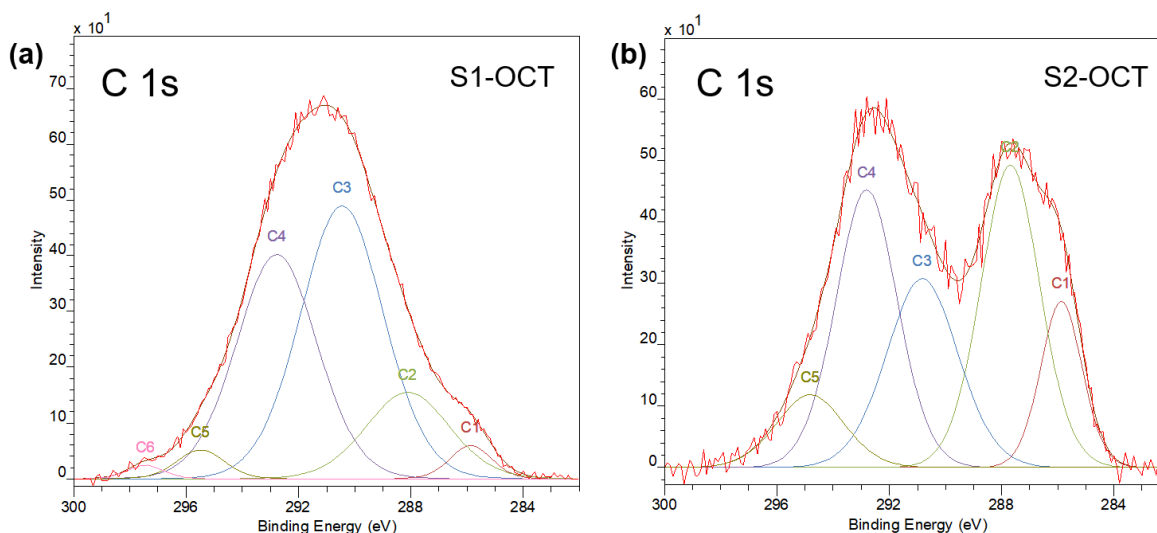 (a)
x 10^1
C 1s
S1-OCT
70
60
50
40
30
20
10
0
Intensity
C6
C5
C4
C3
C2
C1
300
296
292
288
284
Binding Energy (eV)
(b)
x 10^1
C 1s
S2-OCT
60
50
40
30
20
10
0
Intensity
C5
C4
C3
C2
C1
300
296
292
288
284
Binding Energy (eV)